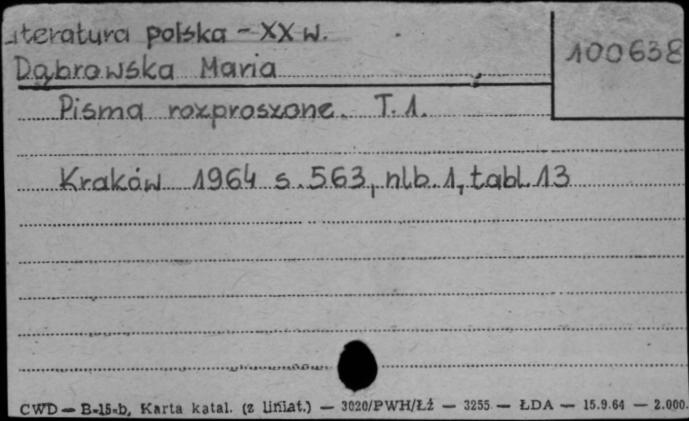 Literatura polska - XX w.
100638
Dąbrowska Maria
Pisma rozproszone. T. 1.
Kraków 1964 s. 563, nlb. 1, tabl. 13
CWD — B-15-b, Karta katal. (z liniat.) — 3020/PWH/Łź — 3255 — ŁDA — 15.9.64 — 2.000.